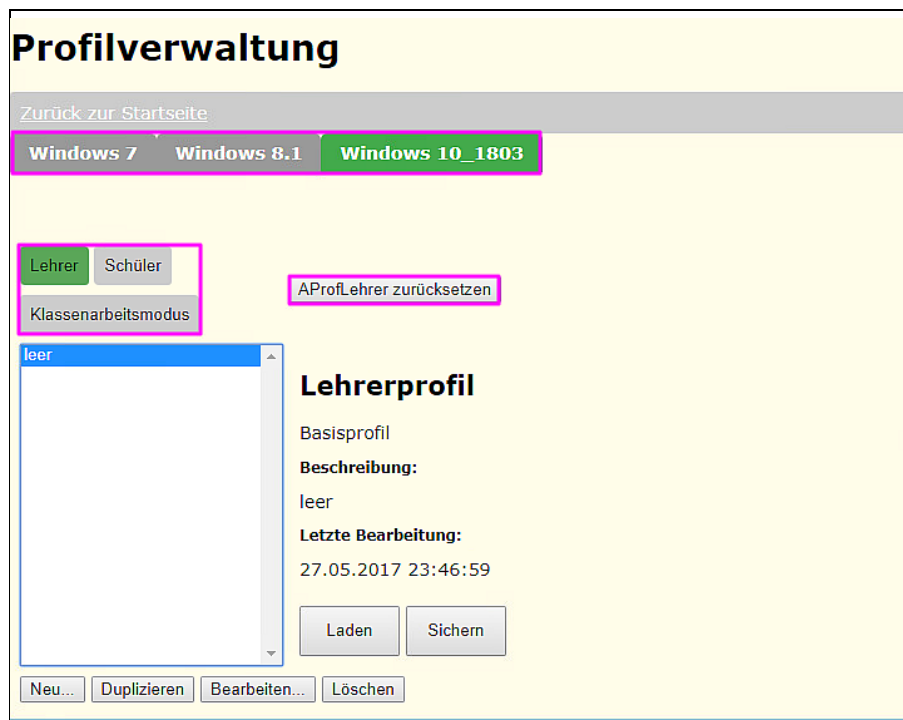 Profilverwaltung
Zurück zur Startseite
Windows 7 Windows 8.1 Windows 10_1803
Lehrer Schüler
AProfLehrer zurücksetzen
Klassenarbeitsmodus
leer
Lehrerprofil
Basisprofil
Beschreibung:
leer
Letzte Bearbeitung:
27.05.2017 23:46:59
Laden Sichern
Neu... Duplizieren Bearbeiten... Löschen